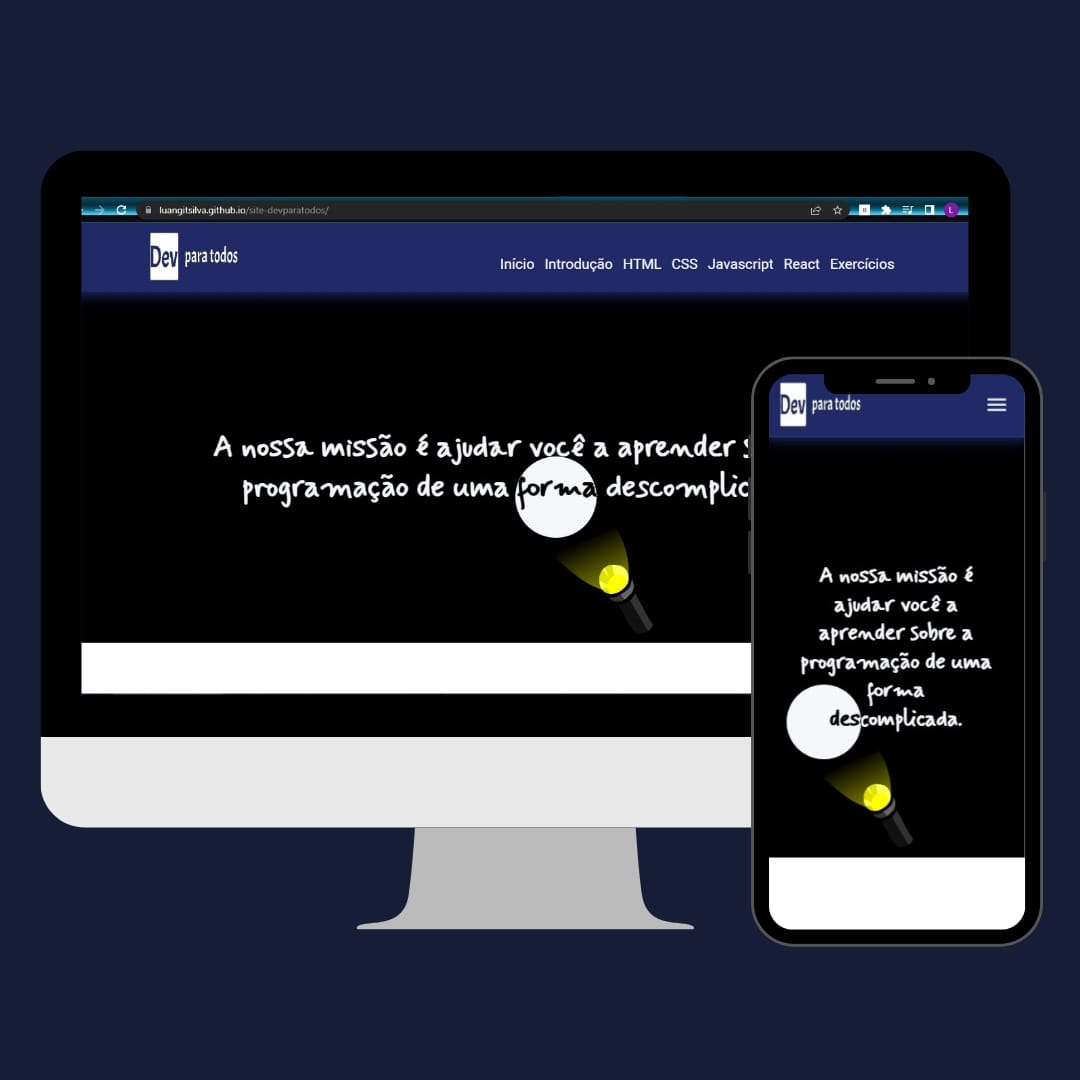 luangitsilva.github.io/site-devparatodos/
L
Dev para todos
Início Introdução HTML CSS Javascript React Exercícios
A nossa missão é ajudar você a aprender s
programação de uma forma descomplic
Dev para todos
A nossa missão é
ajudar você a
aprender sobre a
programação de uma
forma
descomplicada.